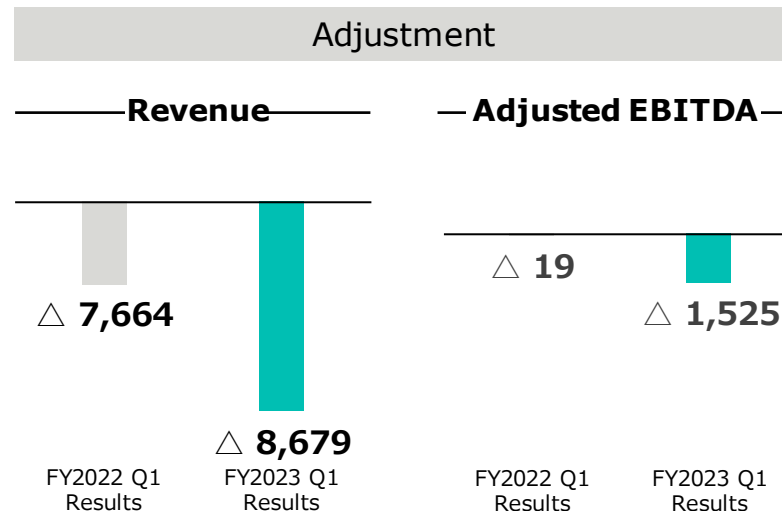 Adjustment
Revenue
Adjusted EBITDA
△ 7,664
△ 8,679
△ 19
△ 1,525
FY2022 Q1
Results
FY2023 Q1
Results
FY2022 Q1
Results
FY2023 Q1
Results